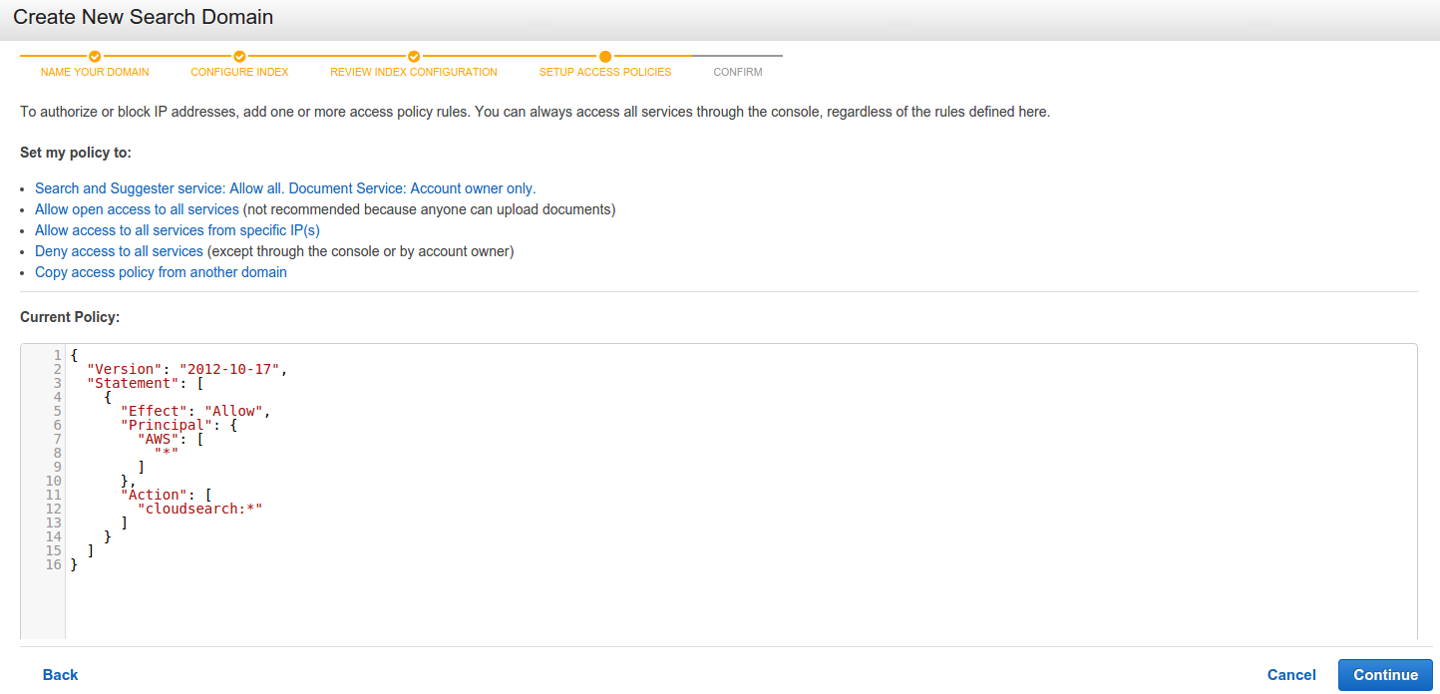 Create New Search Domain
NAME YOUR DOMAIN CONFIGURE INDEX REVIEW INDEX CONFIGURATION SETUP ACCESS POLICIES CONFIRM
To authorize or block IP addresses, add one or more access policy rules. You can always access all services through the console, regardless of the rules defined here.
Set my policy to:
• Search and Suggester service: Allow all. Document Service: Account owner only.
• Allow open access to all services (not recommended because anyone can upload documents)
• Allow access to all services from specific IP(s)
• Deny access to all services (except through the console or by account owner)
• Copy access policy from another domain
Current Policy:
1 {
2   "Version": "2012-10-17",
3   "Statement": [
4     {
5       "Effect": "Allow",
6       "Principal": {
7         "AWS": [
8           "*"
9         ]
10       },
11       "Action": [
12         "cloudsearch:*"
13       ]
14     }
15   ]
16 }
Back Cancel Continue